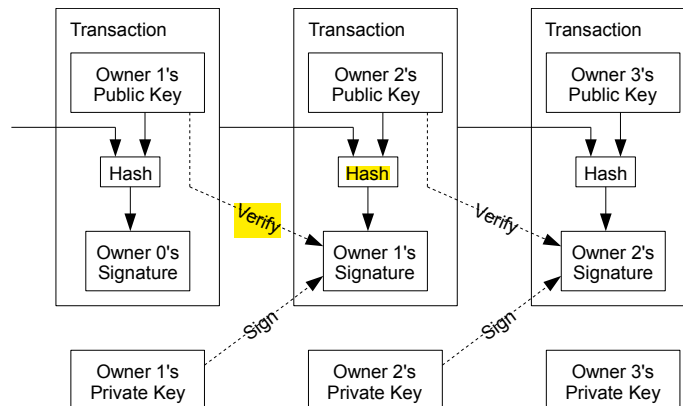 Transaction
Transaction
Transaction
Owner 1's
Public Key
Owner 2's
Public Key
Owner 3's
Public Key
Hash
Hash
Hash
Verify
Verify
Owner 0's
Signature
Owner 1's
Signature
Owner 2's
Signature
Sign
Sign
Owner 1's
Private Key
Owner 2's
Private Key
Owner 3's
Private Key